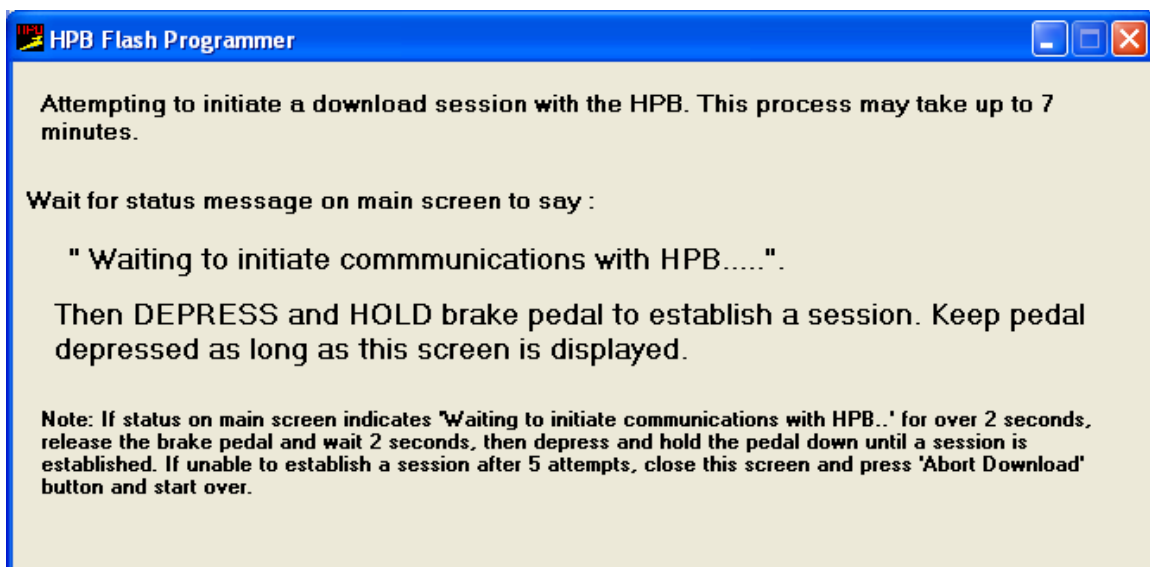 HPB Flash Programmer
Attempting to initiate a download session with the HPB. This process may take up to 7
minutes.
Wait for status message on main screen to say :
" Waiting to initiate commmunications with HPB.....".
Then DEPRESS and HOLD brake pedal to establish a session. Keep pedal
depressed as long as this screen is displayed.
Note: If status on main screen indicates 'Waiting to initiate communications with HPB..' for over 2 seconds,
release the brake pedal and wait 2 seconds, then depress and hold the pedal down until a session is
established. If unable to establish a session after 5 attempts, close this screen and press 'Abort Download'
button and start over.